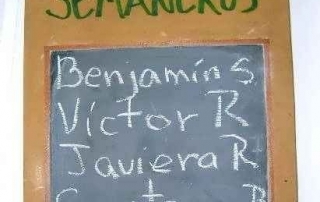 SEMANEROS
Benjamín S
Víctor R
Javiera R